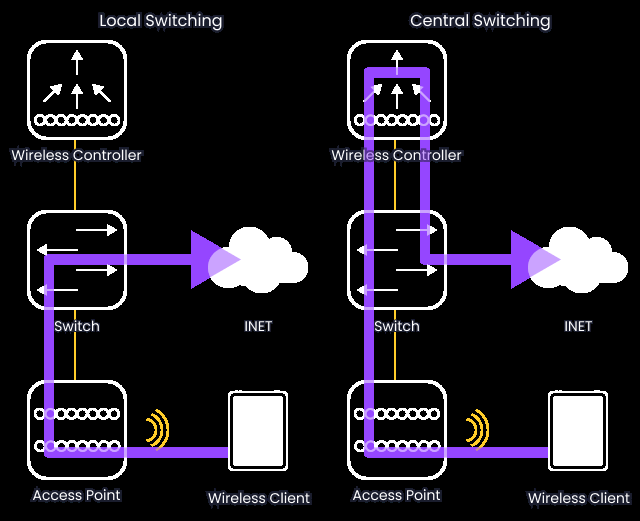 Local Switching
Central Switching
Wireless Controller
Wireless Controller
Switch
INET
Switch
INET
Access Point
Wireless Client
Access Point
Wireless Client